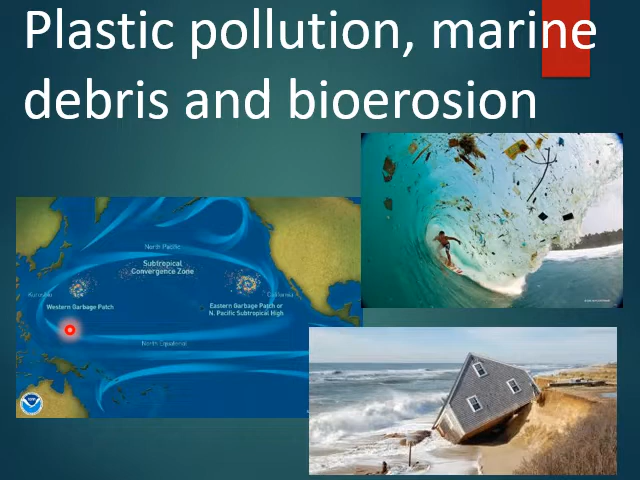 Plastic pollution, marine
debris and bioerosion
North Pacific
Subtropical
Convergence Zone
Kuroshio
California
Western Garbage Patch
Eastern Garbage Patch or
N. Pacific Subtropical High
North Equatorial